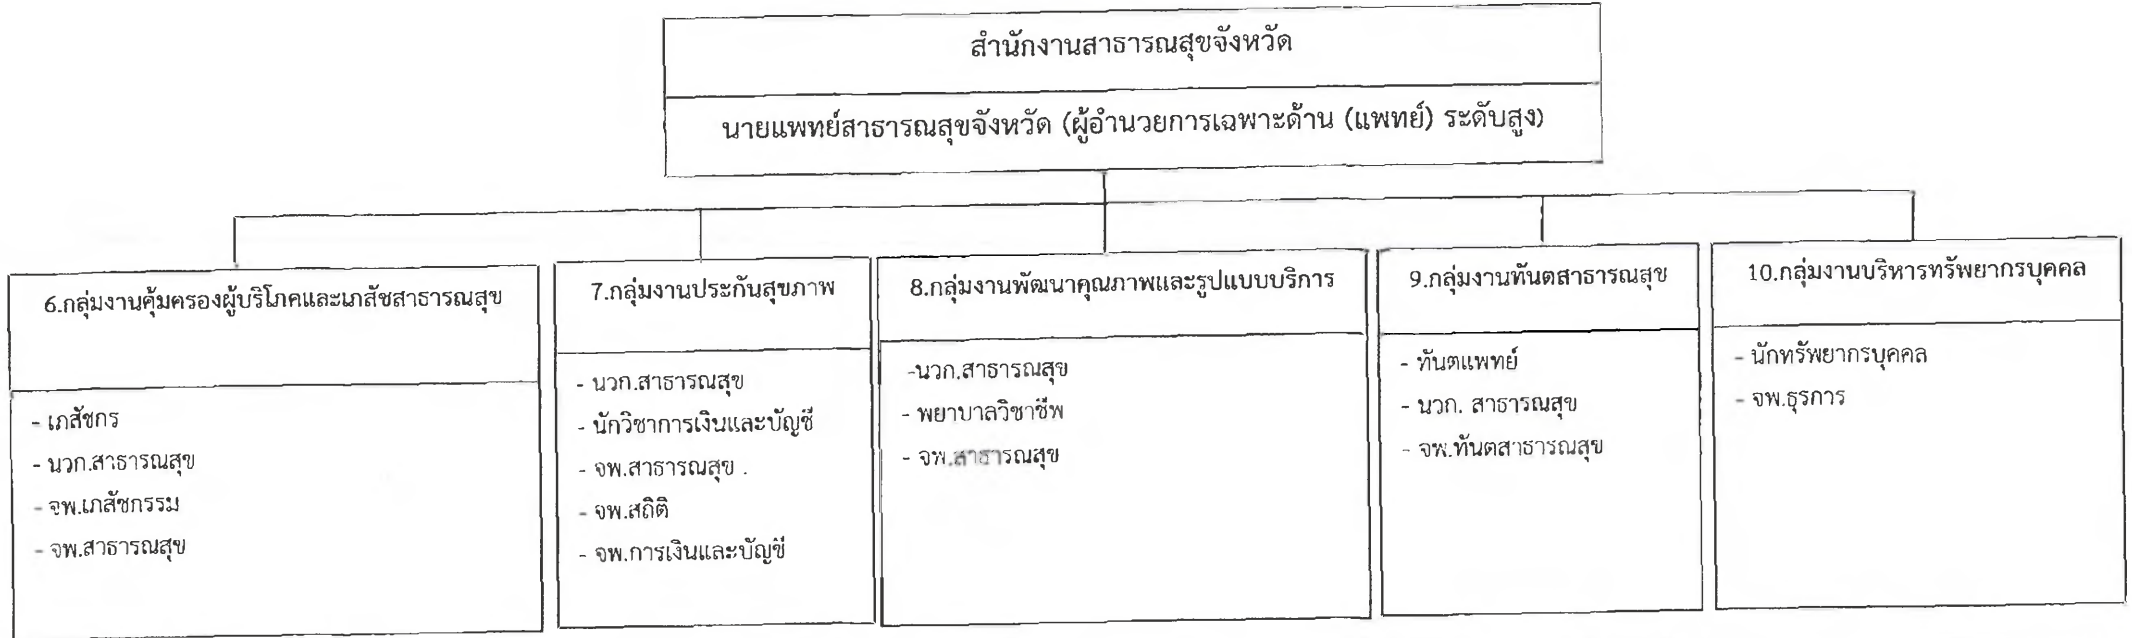 สำนักงานสาธารณสุขจังหวัด
นายแพทย์สาธารณสุขจังหวัด (ผู้อำนวยการเฉพาะด้าน (แพทย์) ระดับสูง)
6.กลุ่มงานคุ้มครองผู้บริโภคและเภสัชสาธารณสุข
- เภสัชกร
- นวก.สาธารณสุข
- จพ.เภสัชกรรม
- จพ.สาธารณสุข
7.กลุ่มงานประกันสุขภาพ
- นวก.สาธารณสุข
- นักวิชาการเงินและบัญชี
- จพ.สาธารณสุข .
- จพ.สถิติ
- จพ.การเงินและบัญชี
8.กลุ่มงานพัฒนาคุณภาพและรูปแบบบริการ
-นวก.สาธารณสุข
- พยาบาลวิชาชีพ
- จพ.สาธารณสุข
9.กลุ่มงานทันตสาธารณสุข
- ทันตแพทย์
- นวก. สาธารณสุข
- จพ.ทันตสาธารณสุข
10.กลุ่มงานบริหารทรัพยากรบุคคล
- นักทรัพยากรบุคคล
- จพ.ธุรการ